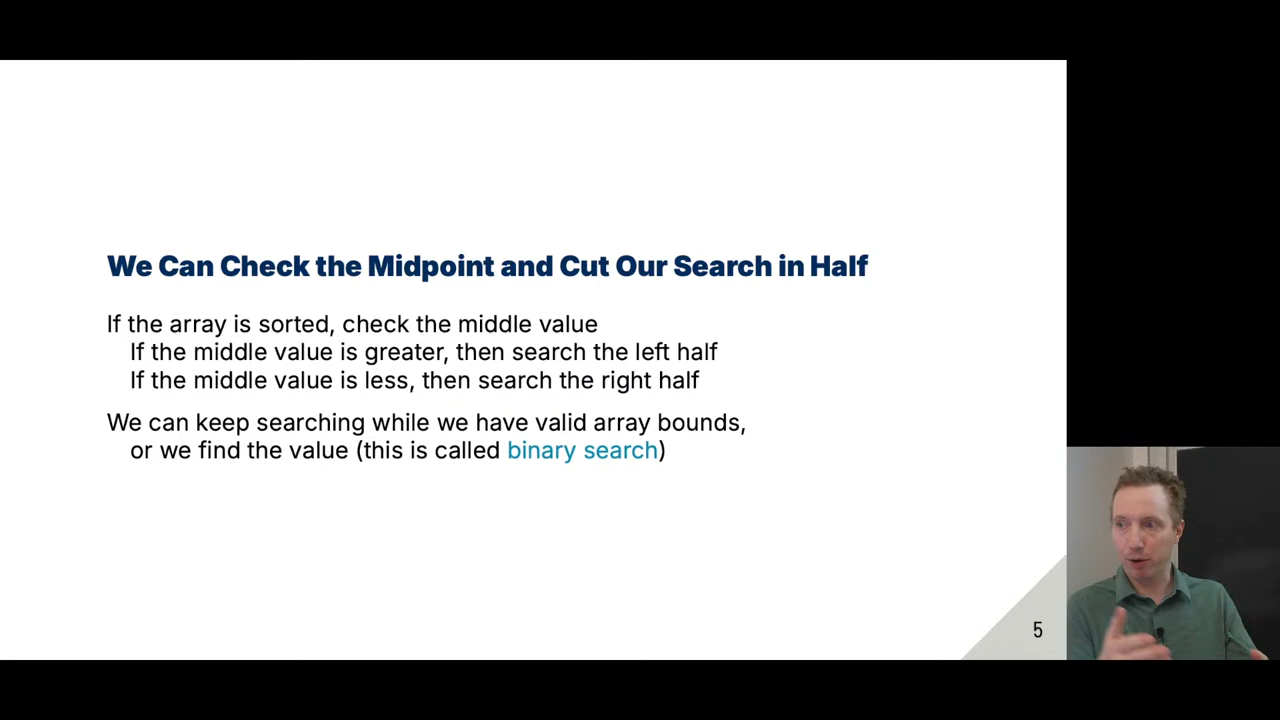 We Can Check the Midpoint and Cut Our Search in Half
If the array is sorted, check the middle value
If the middle value is greater, then search the left half
If the middle value is less, then search the right half
We can keep searching while we have valid array bounds,
or we find the value (this is called binary search)
5